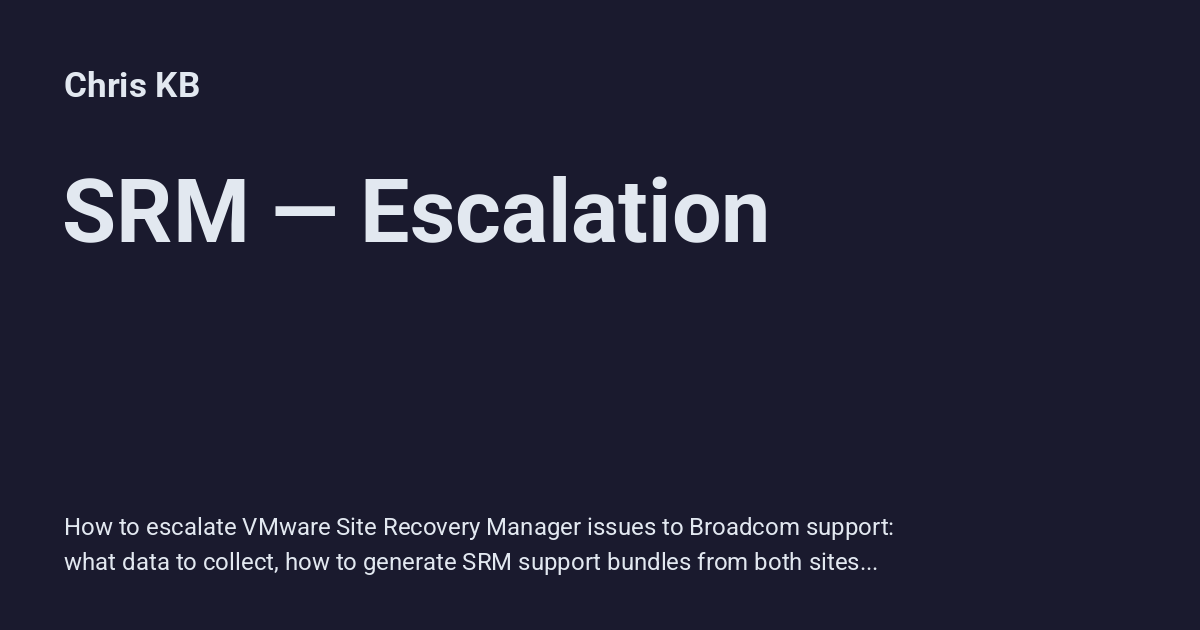 Chris KB
SRM — Escalation
How to escalate VMware Site Recovery Manager issues to Broadcom support:
what data to collect, how to generate SRM support bundles from both sites...